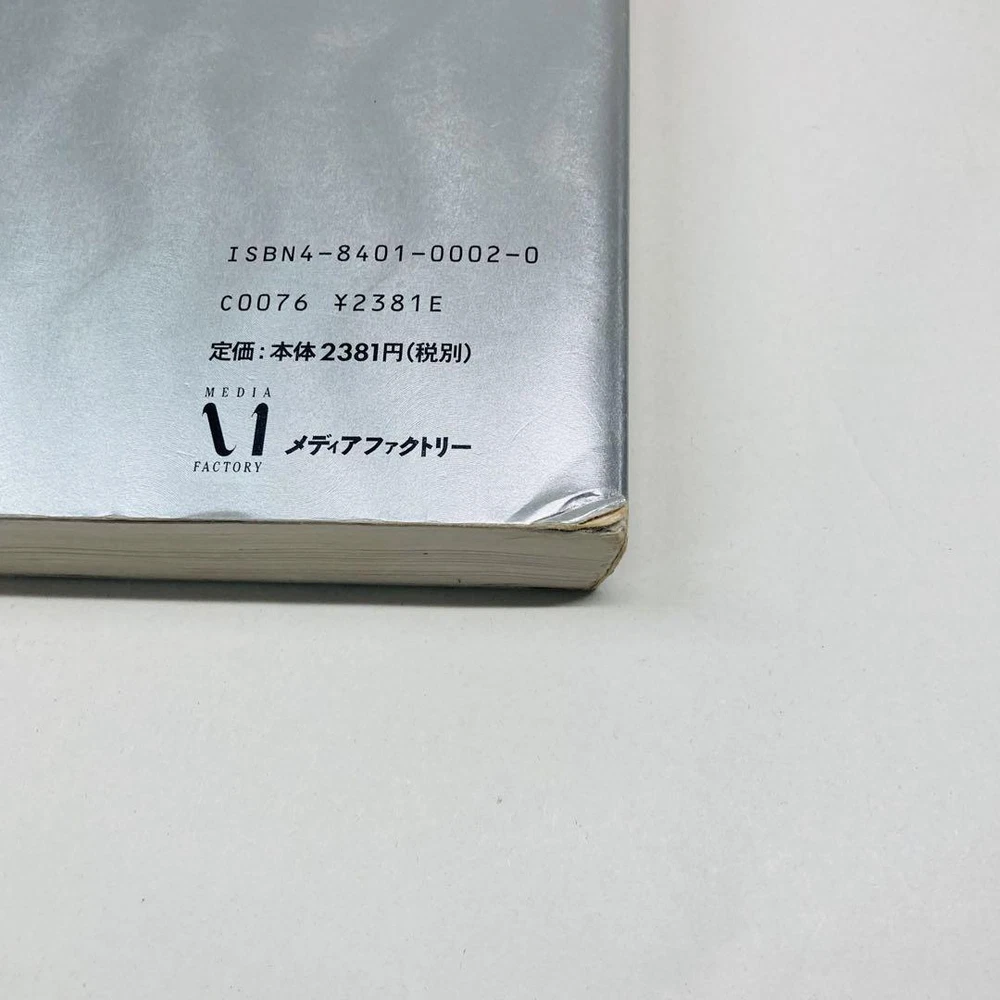 ISBN4-8401-0002-0
C0076 ¥2381E
定価:本体2381円(税別)
MEDIA
FACTORY
メディアファクトリー